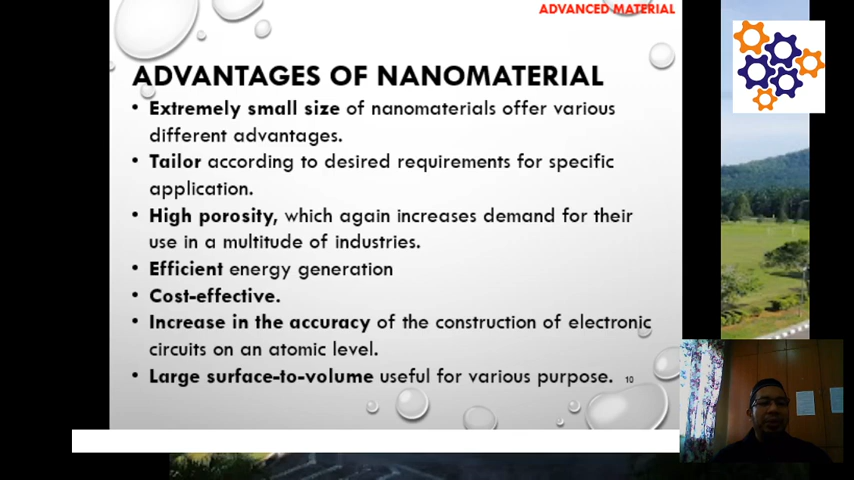 ADVANCED MATERIAL
ADVANTAGES OF NANOMATERIAL
• Extremely small size of nanomaterials offer various
different advantages.
• Tailor according to desired requirements for specific
application.
• High porosity, which again increases demand for their
use in a multitude of industries.
• Efficient energy generation
• Cost-effective.
• Increase in the accuracy of the construction of electronic
circuits on an atomic level.
• Large surface-to-volume useful for various purpose. 10